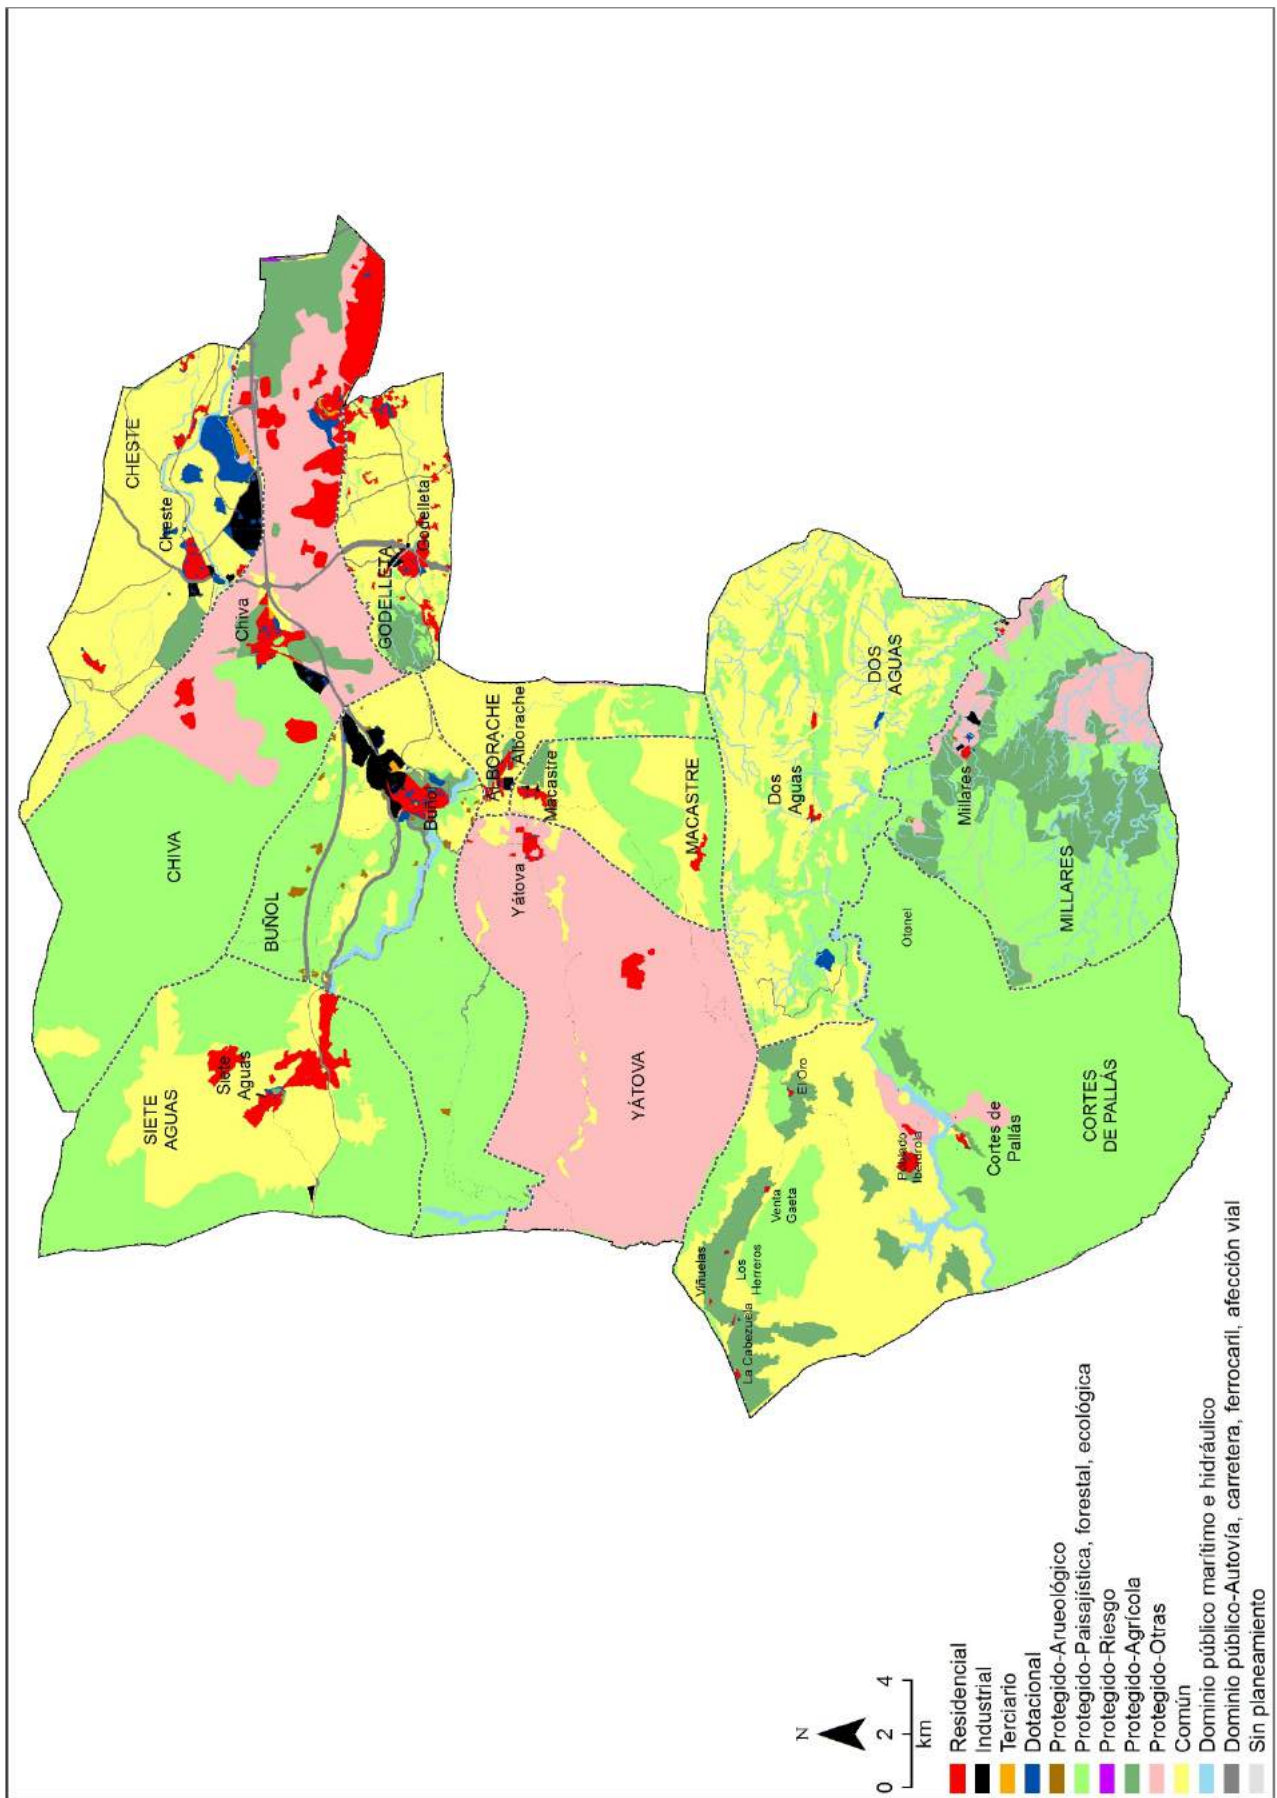 CHESTE
Cheste
Chiva
CHIVA
GODELLETA
Godelleta
BUÑOL
Buñol
SIETE
AGUAS
Siete
Aguas
ALBORACHE
Alborache
Macastre
MACASTRE
Yátova
YÁTOVA
DOS
AGUAS
Dos
Aguas
Millares
MILLARES
Otonel
El Oro
Venta
Gaeta
Viñuelas
Los
Herreros
La Cabezuela
Poblado
Iberdrola
Cortes de
Pallás
CORTES
DE PALLÁS
N
0 2 4
km
Residencial
Industrial
Terciario
Dotacional
Protegido-Arueológico
Protegido-Paisajística, forestal, ecológica
Protegido-Riesgo
Protegido-Agrícola
Protegido-Otras
Común
Dominio público marítimo e hidráulico
Dominio público-Autovía, carretera, ferrocaril, afección vial
Sin planeamiento